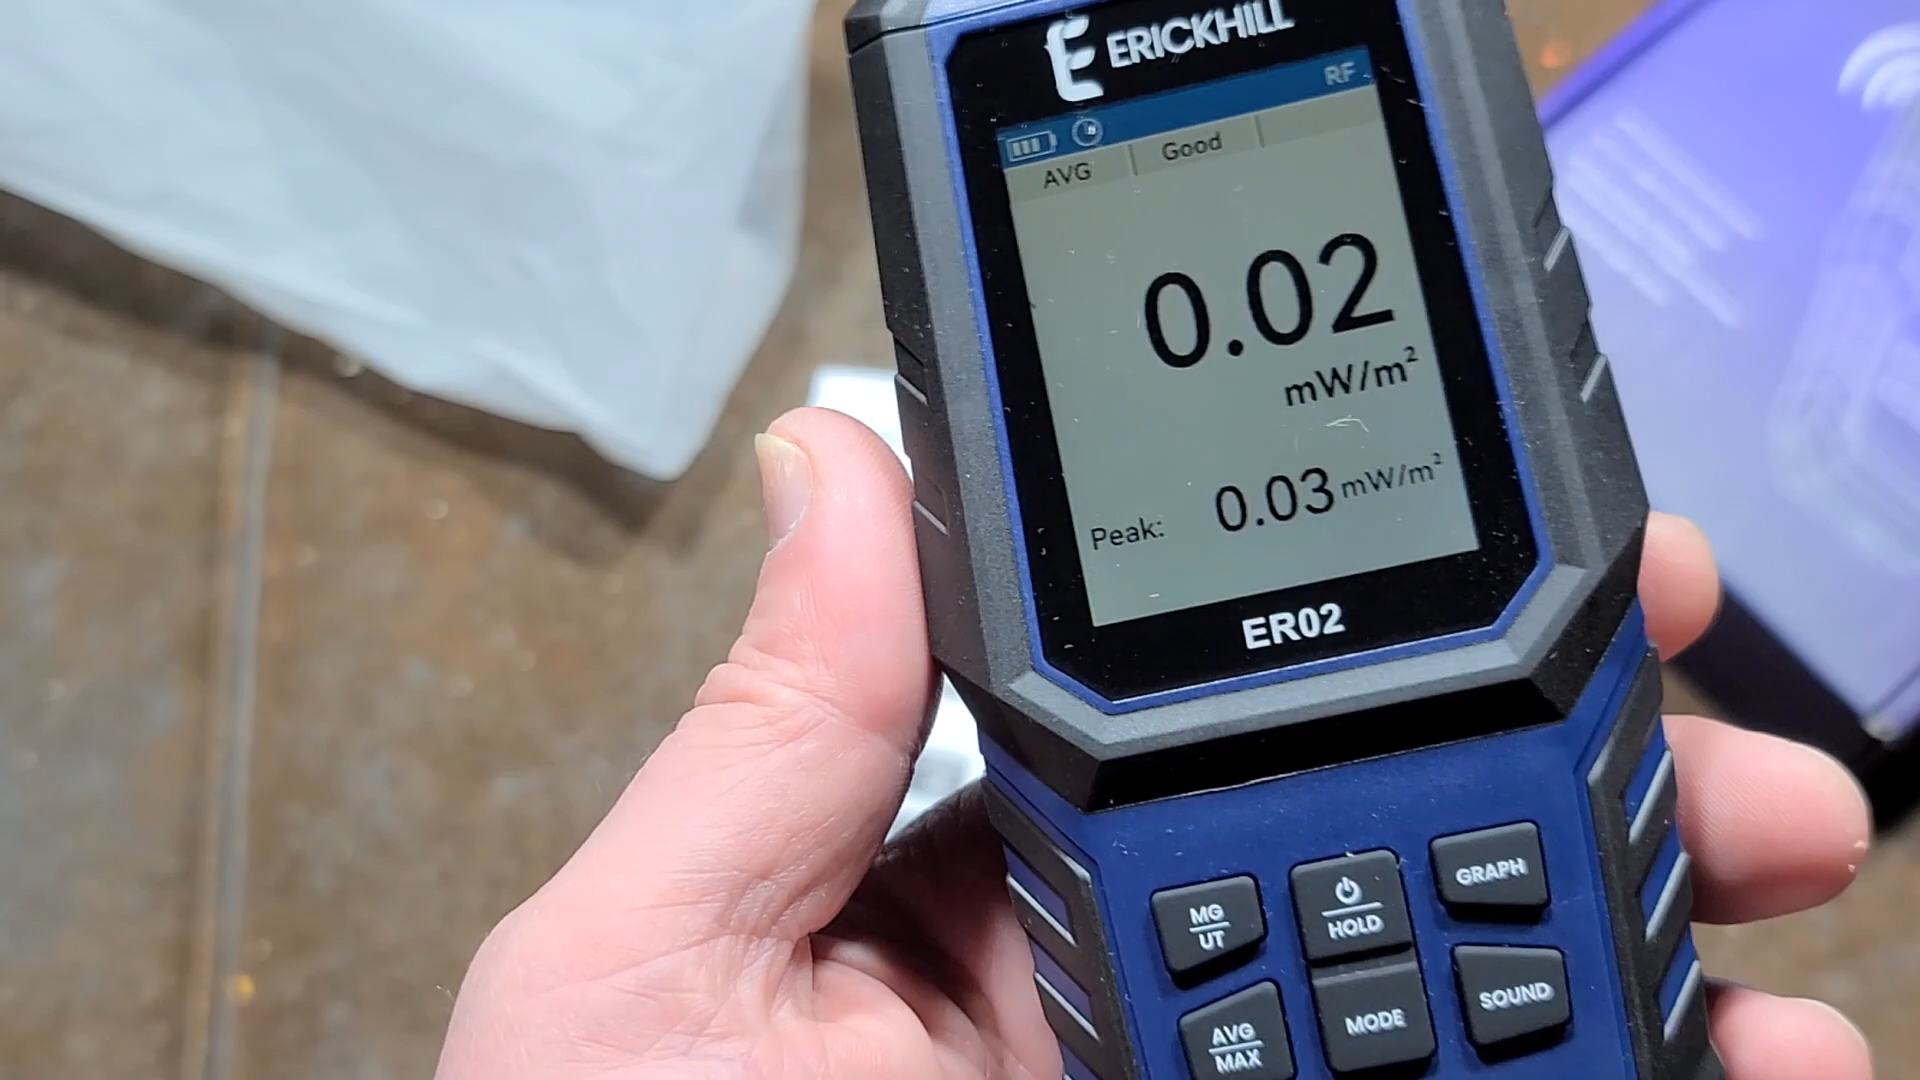 ERICKHILL
RF
AVG Good
0.02
mW/m²
Peak: 0.03 mW/m²
ER02
MG
UT
HOLD
GRAPH
AVG
MAX
MODE
SOUND